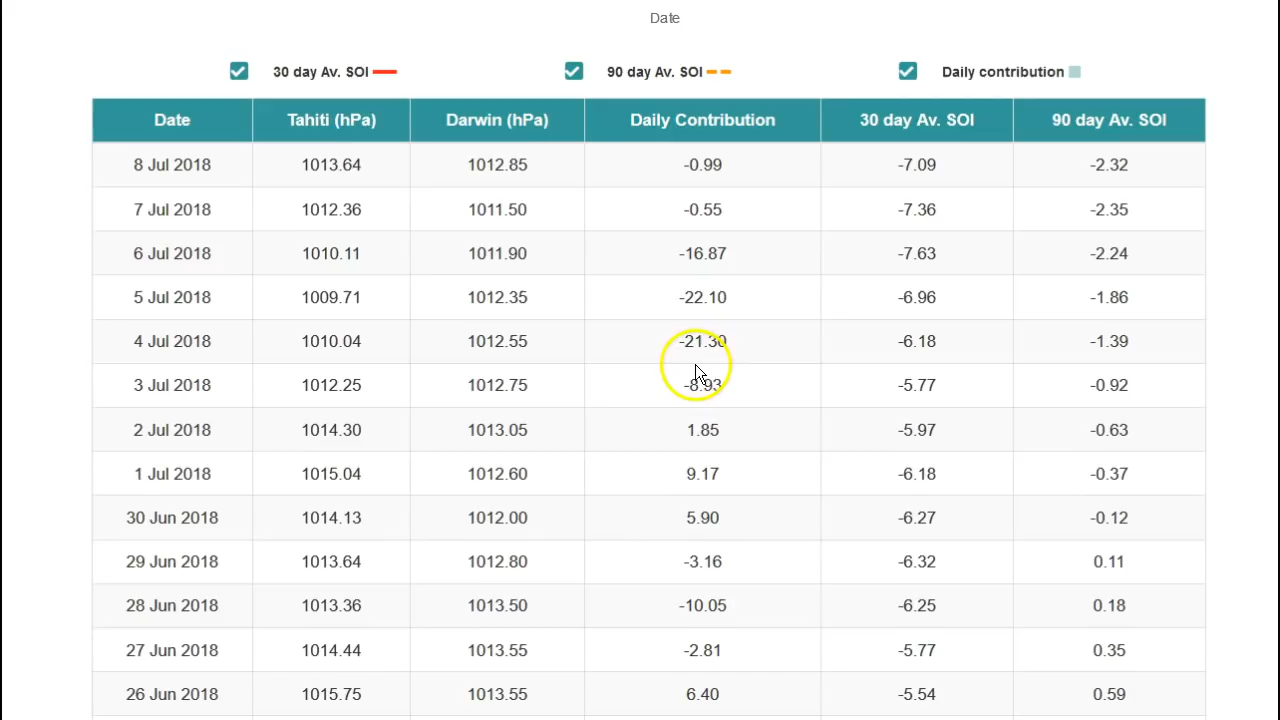 Date
30 day Av. SOI 90 day Av. SOI Daily contribution
Date Tahiti (hPa) Darwin (hPa) Daily Contribution 30 day Av. SOI 90 day Av. SOI
8 Jul 2018 1013.64 1012.85 -0.99 -7.09 -2.32
7 Jul 2018 1012.36 1011.50 -0.55 -7.36 -2.35
6 Jul 2018 1010.11 1011.90 -16.87 -7.63 -2.24
5 Jul 2018 1009.71 1012.35 -22.10 -6.96 -1.86
4 Jul 2018 1010.04 1012.55 -21.30 -6.18 -1.39
3 Jul 2018 1012.25 1012.75 -8.93 -5.77 -0.92
2 Jul 2018 1014.30 1013.05 1.85 -5.97 -0.63
1 Jul 2018 1015.04 1012.60 9.17 -6.18 -0.37
30 Jun 2018 1014.13 1012.00 5.90 -6.27 -0.12
29 Jun 2018 1013.64 1012.80 -3.16 -6.32 0.11
28 Jun 2018 1013.36 1013.50 -10.05 -6.25 0.18
27 Jun 2018 1014.44 1013.55 -2.81 -5.77 0.35
26 Jun 2018 1015.75 1013.55 6.40 -5.54 0.59